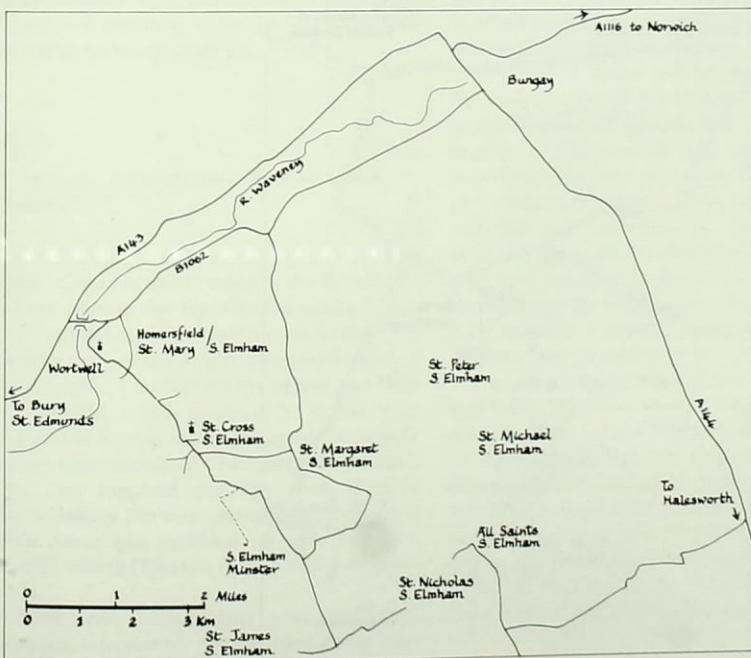 A1116 to Norwich
Bungay
R. Waveney
A143
B1062
Homersfield /
St. Mary / S. Elmham
Wortwell
To Bury
St. Edmunds
St. Peter
S. Elmham
St. Cross
S. Elmham
St. Margaret
S. Elmham
St. Michael
S. Elmham
A144
To
Halesworth
All Saints
S. Elmham
S. Elmham
Minster
St. Nicholas
S. Elmham
0 1 2 Miles
0 1 2 3 Km
St. James
S. Elmham.